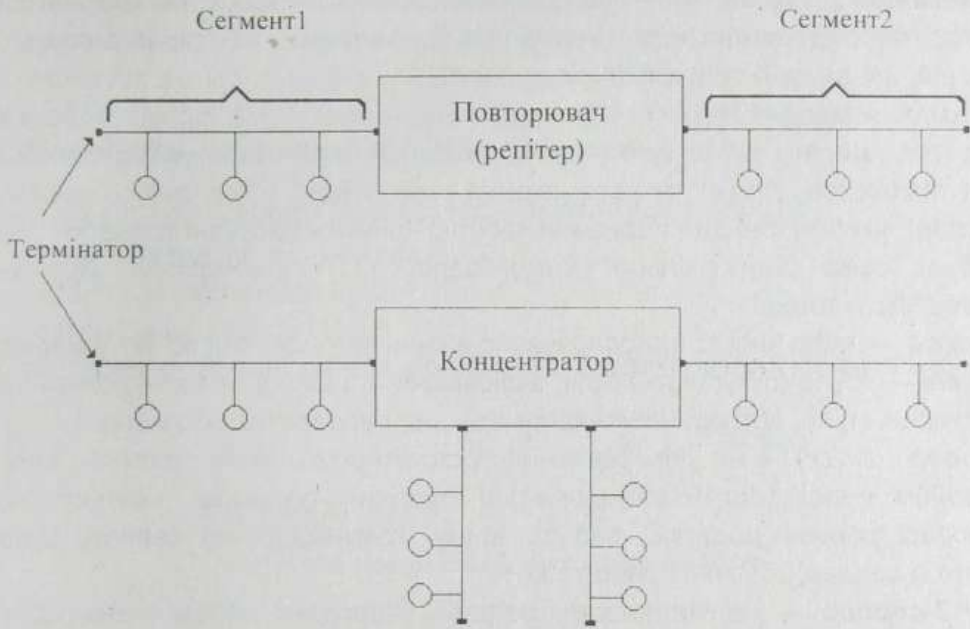 Сегмент1
Сегмент2
Повторювач
(репітер)
Термінатор
Концентратор